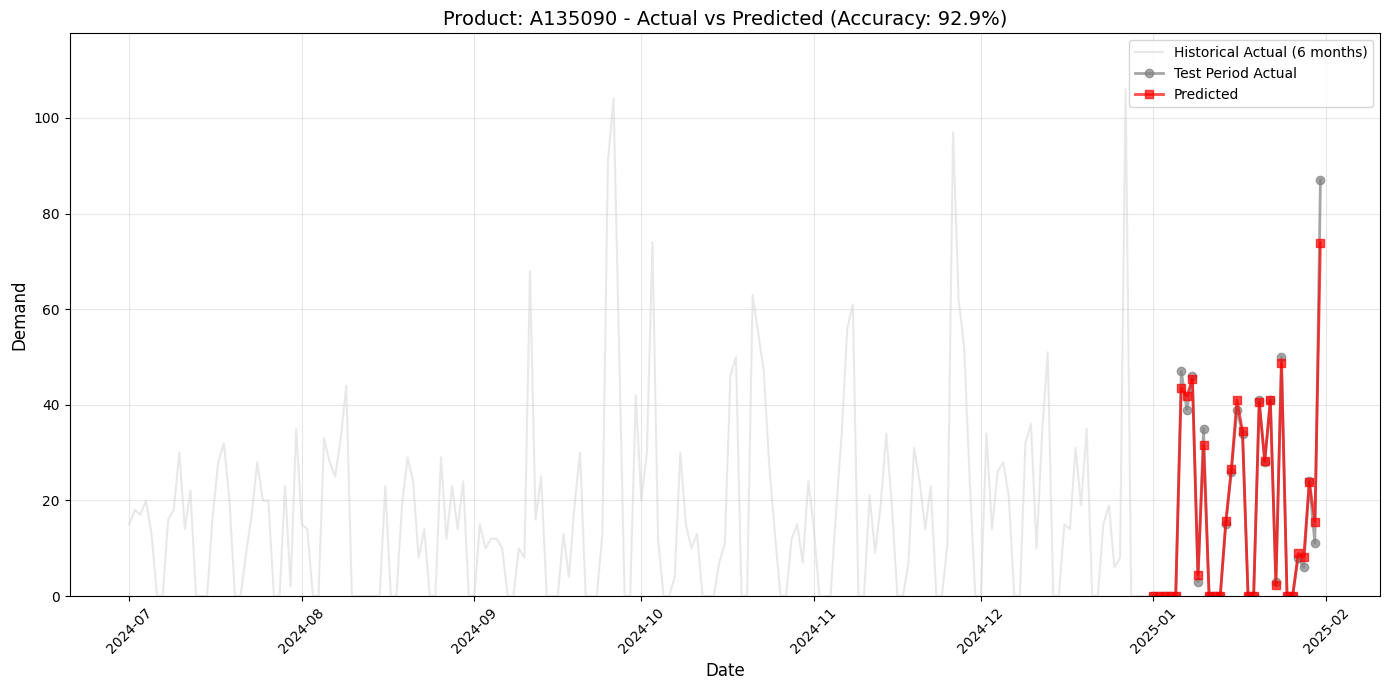 Product: A135090 - Actual vs Predicted (Accuracy: 92.9%)
Historical Actual (6 months)
Test Period Actual
Predicted
Demand
100
80
60
40
20
0
2024-07
2024-08
2024-09
2024-10
2024-11
2024-12
2025-01
2025-02
Date